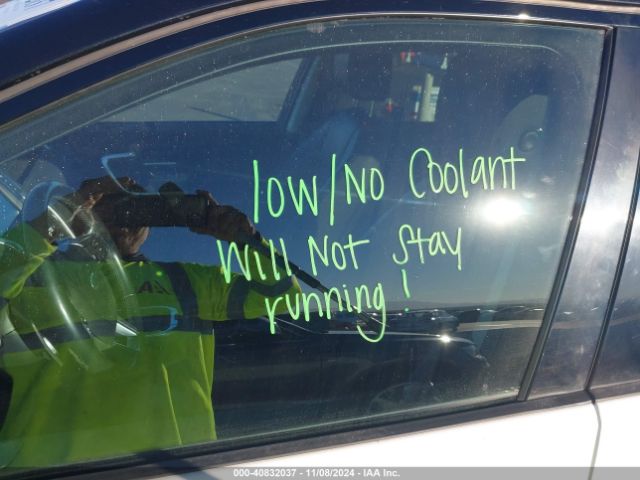 low/No Coolant
Will Not Stay
running!
000-40832037 - 11/08/2024 - IAA Inc.